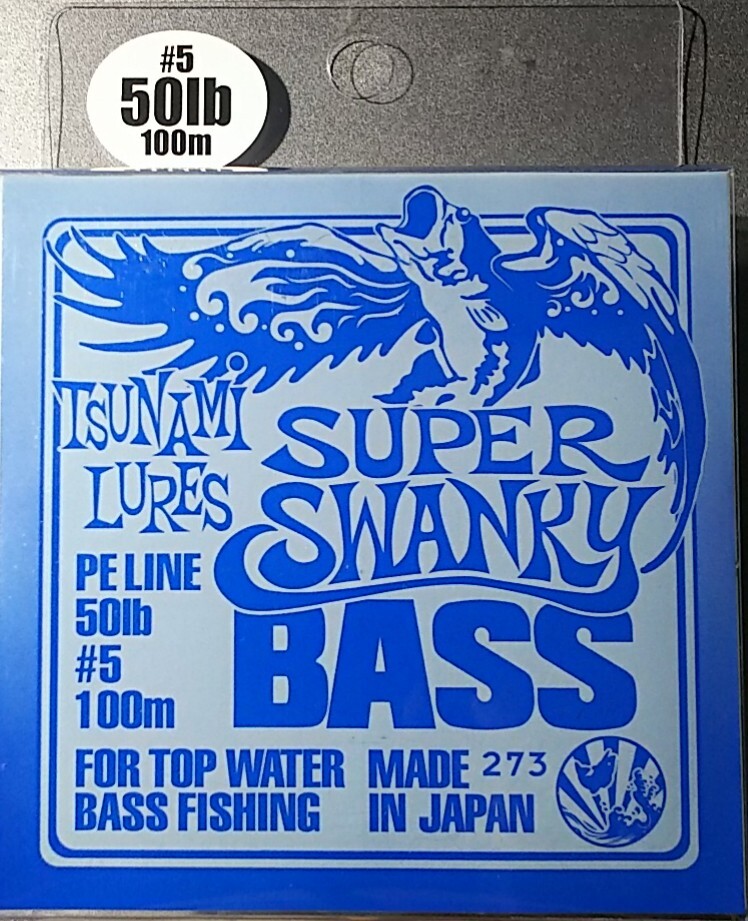 #5
50lb
100m
TSUNAMI
LURES
SUPER
SWANKY
BASS
PE LINE
50lb
#5
100m
FOR TOP WATER
BASS FISHING
MADE 273
IN JAPAN